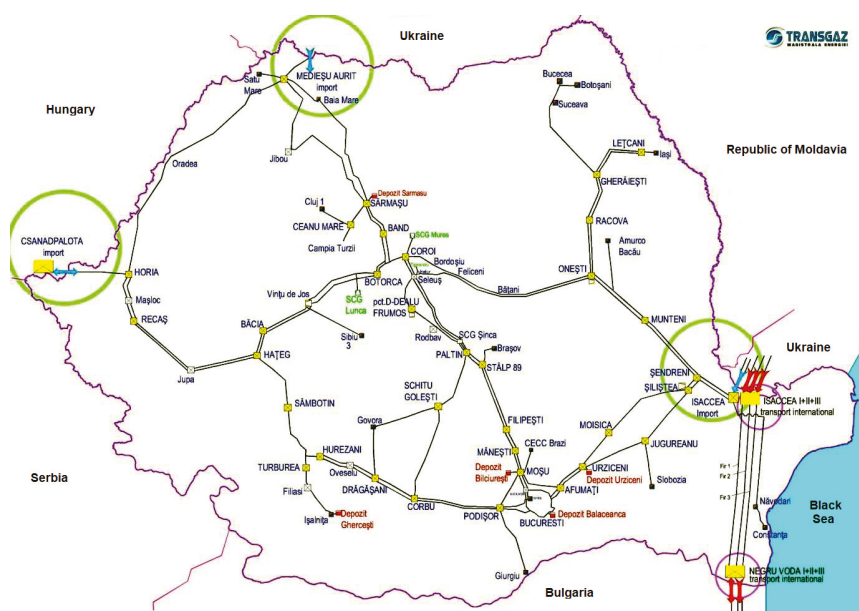 Ukraine
TRANSGAZ
MAGISTRALA ENERGIEI
Hungary
MEDIEŞU AURIT
import
Satu
Mare
Baia Mare
Bucecea
Botoşani
Suceava
LEŢCANI
Iaşi
Republic of Moldavia
Oradea
Jibou
GHERĂIEŞTI
Depozit Sarmasu
SĂRMAŞU
Cluj 1
CEANU MARE
Campia Turzii
BAND
SCG Mures
RACOVA
Amurco
Bacău
CSANADPALOTA
import
HORIA
COROI
Bordoşiu
Feliceni
Seleuş
BOTORCA
ONEŞTI
Bățani
Maşloc
RECAŞ
Vinţu de Jos
SCG
Lunca
pct.D-DEALU
FRUMOS
MUNTENI
BĂCIA
Sibiu
3
Rodbav
SCG Şinca
Braşov
HAŢEG
PALTIN
STÂLP 89
Jupa
ŞENDRENI
ŞILIŞTEA
Ukraine
ISACCEA
Import
ISACCEA I+II+III
transport international
SCHITU
GOLEŞTI
SÂMBOTIN
Govora
FILIPEŞTI
MOISICA
JUGUREANU
HUREZANI
Oveselu
TURBUREA
MĂNEŞTI
CECC Brazi
Serbia
Filiasi
DRĂGĂŞANI
Depozit
Bilciureşti
MOŞU
URZICENI
Depozit Urziceni
Slobozia
Fir 1
Fir 2
Fir 3
Işalniţa
Depozit
Gherceşti
CORBU
PODIŞOR
AFUMAŢI
BUCURESTI
Depozit Balaceanca
Năvodari
Constanţa
Black
Sea
Giurgiu
Bulgaria
NEGRU VODA I+II+III
transport international